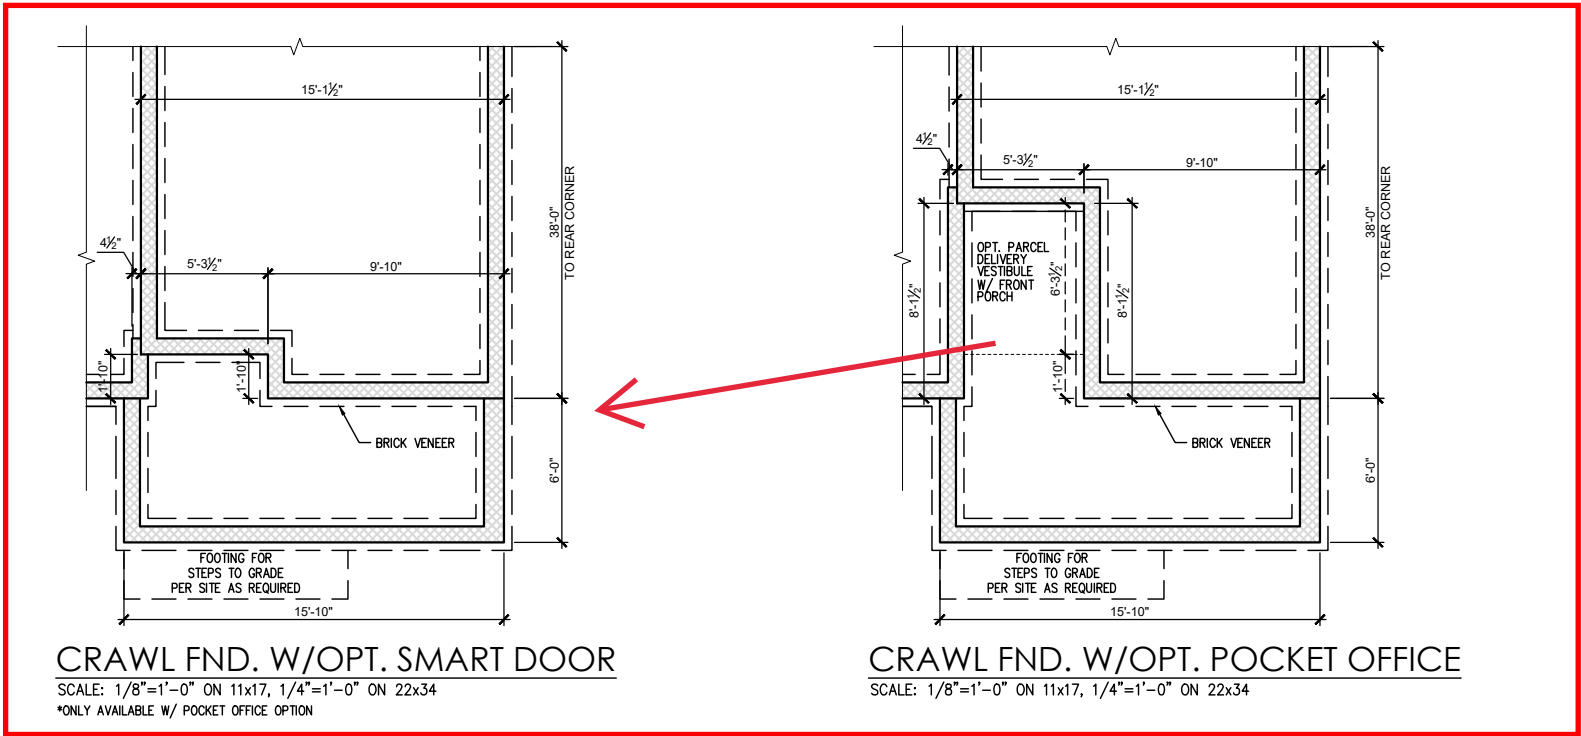 15'-1½"
4½"
5'-3½"
9'-10"
38'-0"
TO REAR CORNER
1'-10"
1'-10"
BRICK VENEER
6'-0"
FOOTING FOR
STEPS TO GRADE
PER SITE AS REQUIRED
15'-10"
CRAWL FND. W/OPT. SMART DOOR
SCALE: 1/8"=1'-0" ON 11x17, 1/4"=1'-0" ON 22x34
*ONLY AVAILABLE W/ POCKET OFFICE OPTION
15'-1½"
4½"
5'-3½"
9'-10"
38'-0"
TO REAR CORNER
OPT. PARCEL
DELIVERY
VESTIBULE
W/ FRONT
PORCH
8'-1½"
6'-3½"
8'-1½"
1'-10"
BRICK VENEER
6'-0"
FOOTING FOR
STEPS TO GRADE
PER SITE AS REQUIRED
15'-10"
CRAWL FND. W/OPT. POCKET OFFICE
SCALE: 1/8"=1'-0" ON 11x17, 1/4"=1'-0" ON 22x34